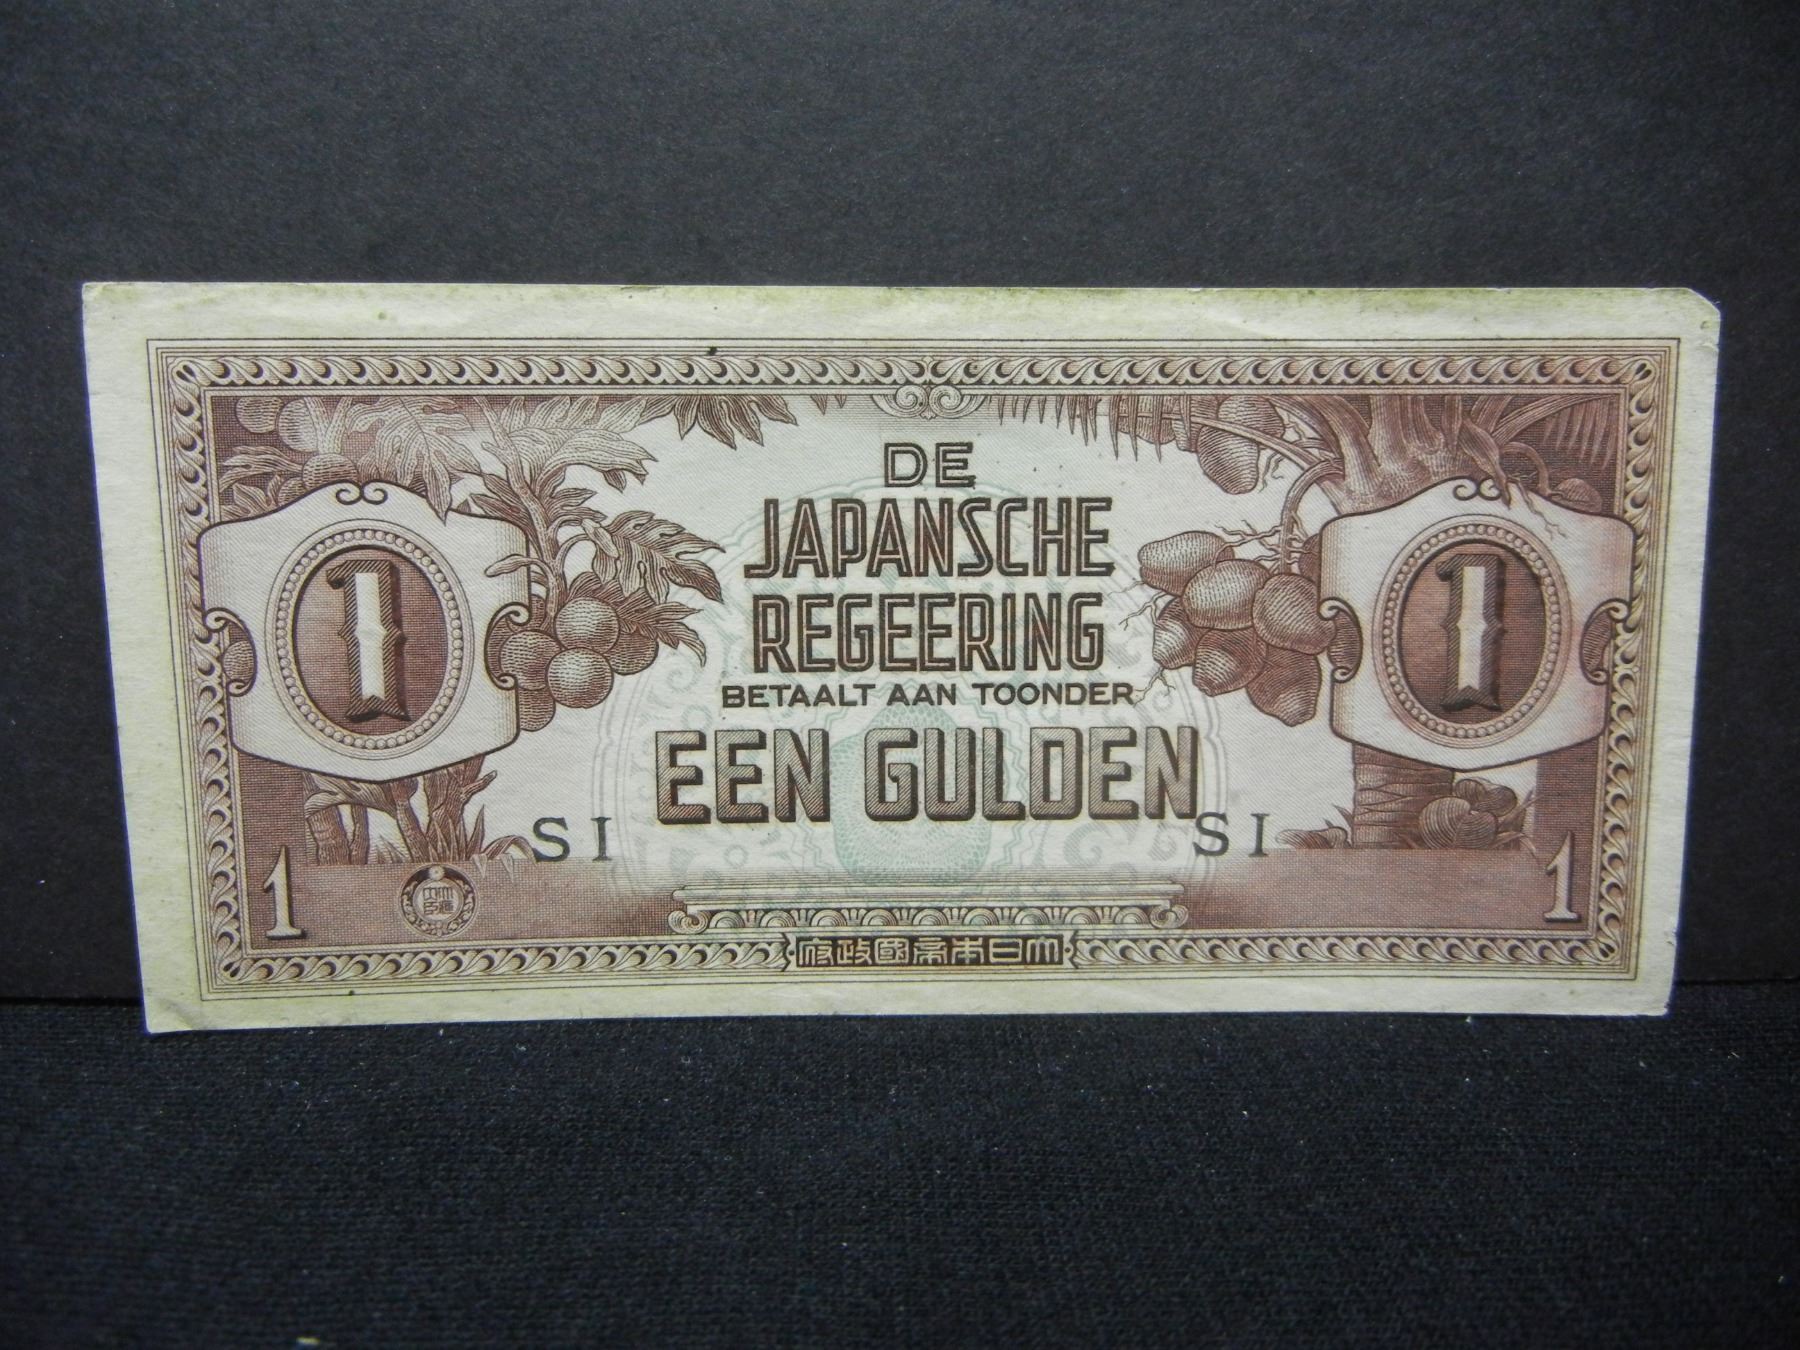 DE
JAPANSCHE
REGEERING
BETAALT AAN TOONDER
EEN GULDEN
1 1
SI SI
1 1
府政國帝本日大